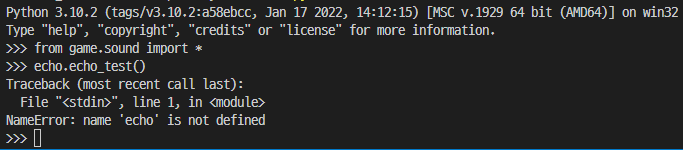 Python 3.10.2 (tags/v3.10.2:a58ebcc, Jan 17 2022, 14:12:15) [MSC v.1929 64 bit (AMD64)] on win32
Type "help", "copyright", "credits" or "license" for more information.
>>> from game.sound import *
>>> echo.echo_test()
Traceback (most recent call last):
  File "<stdin>", line 1, in <module>
NameError: name 'echo' is not defined
>>>